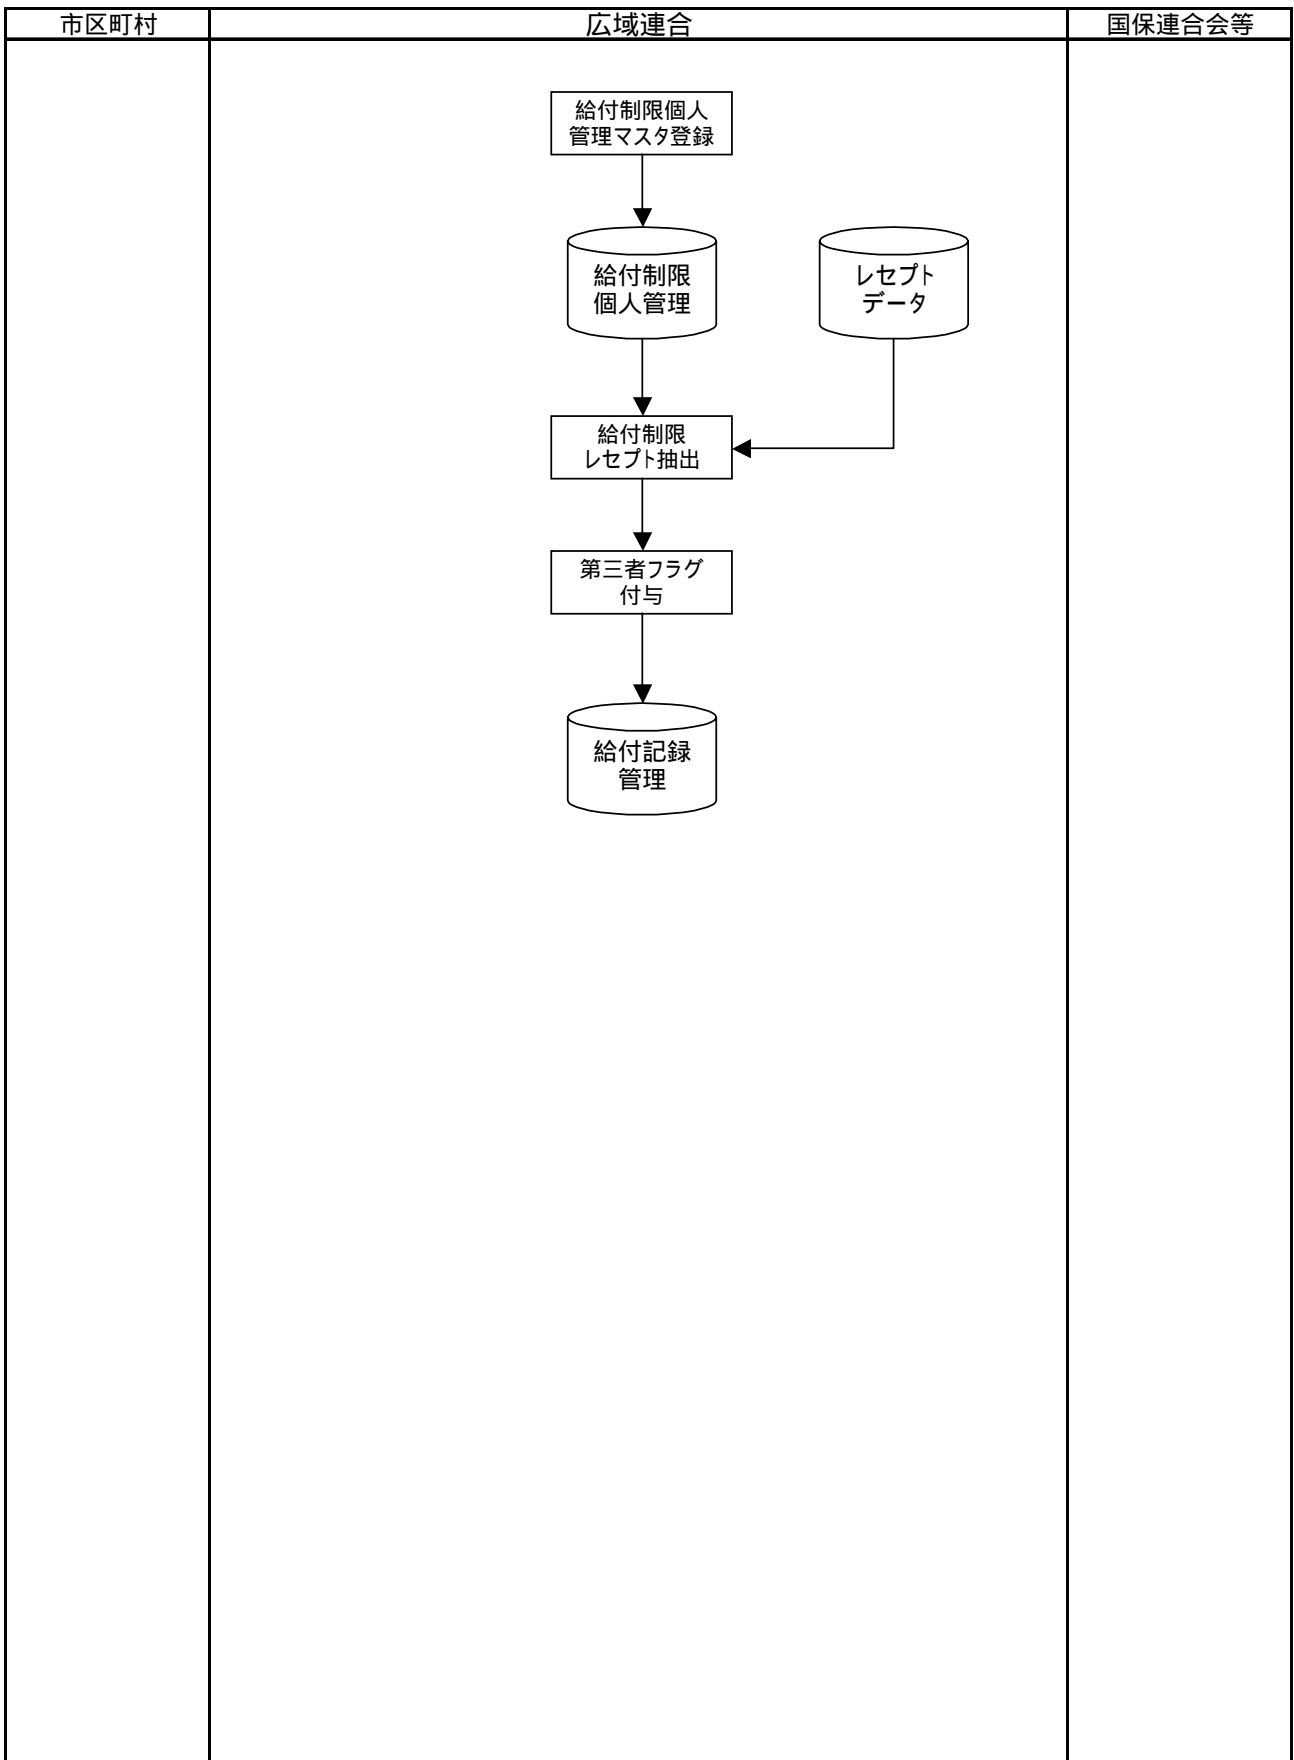 市区町村
広域連合
国保連合会等
給付制限個人
管理マスタ登録
給付制限
個人管理
レセプト
データ
給付制限
レセプト抽出
第三者フラグ
付与
給付記録
管理